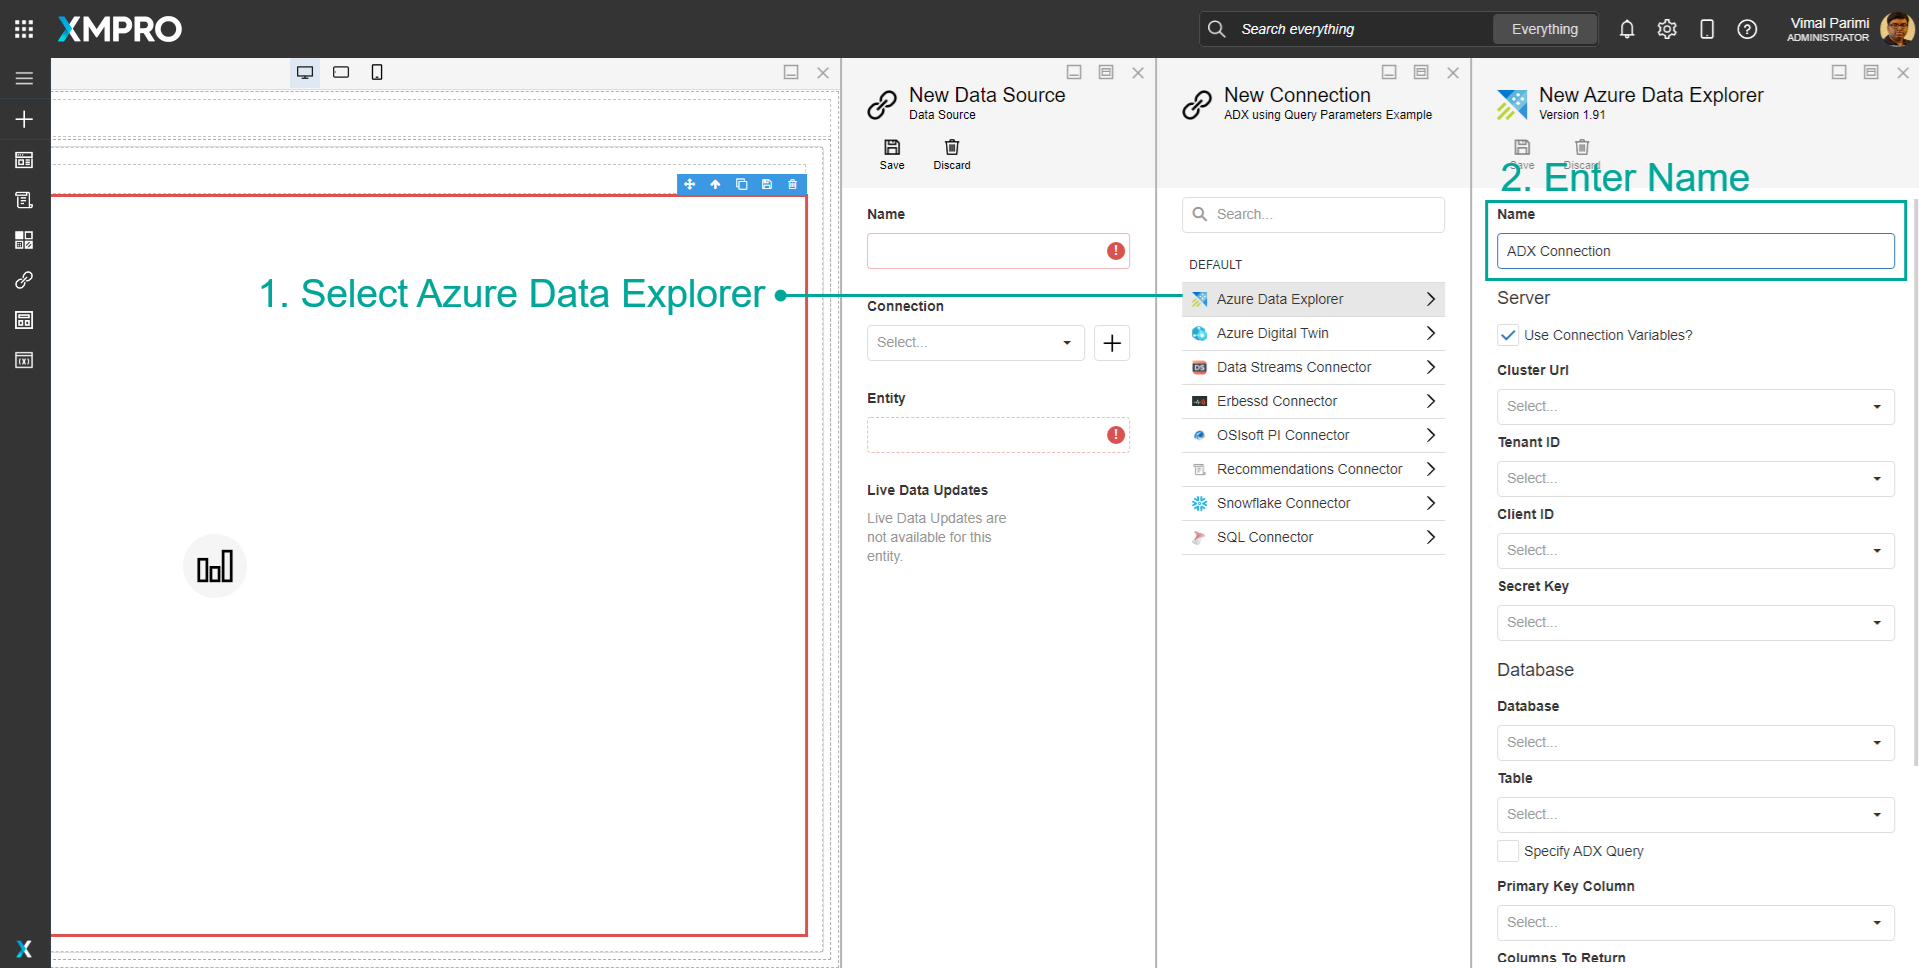 XMPRO
Search everything
Everything
Vimal Parimi
ADMINISTRATOR
New Data Source
Data Source
Save
Discard
Name
Connection
Select...
Entity
Live Data Updates
Live Data Updates are
not available for this
entity.
New Connection
ADX using Query Parameters Example
Search...
DEFAULT
Azure Data Explorer
Azure Digital Twin
DS
Data Streams Connector
Erbessd Connector
OSIsoft PI Connector
Recommendations Connector
Snowflake Connector
SQL Connector
1. Select Azure Data Explorer
New Azure Data Explorer
Version 1.91
Save
Discard
2. Enter Name
Name
ADX Connection
Server
Use Connection Variables?
Cluster Url
Select...
Tenant ID
Select...
Client ID
Select...
Secret Key
Select...
Database
Database
Select...
Table
Select...
Specify ADX Query
Primary Key Column
Select...
Columns To Return